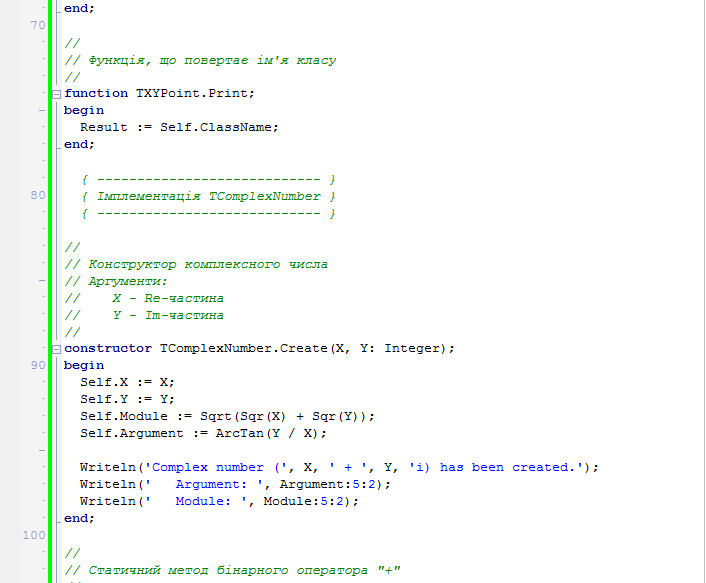 end;
70
//
// Функція, що повертає ім'я класу
//
function TXYPoint.Print;
begin
  Result := Self.ClassName;
end;
  { ---------------------------- }
80   { Імплементація TComplexNumber }
  { ---------------------------- }
//
// Конструктор комплексного числа
// Аргументи:
//    X - Re-частина
//    Y - Im-частина
//
constructor TComplexNumber.Create(X, Y: Integer);
90 begin
  Self.X := X;
  Self.Y := Y;
  Self.Module := Sqrt(Sqr(X) + Sqr(Y));
  Self.Argument := ArcTan(Y / X);
  Writeln('Complex number (', X, ' + ', Y, 'i) has been created.');
  Writeln('   Argument: ', Argument:5:2);
  Writeln('   Module: ', Module:5:2);
end;
100
//
// Статичний метод бінарного оператора "+"